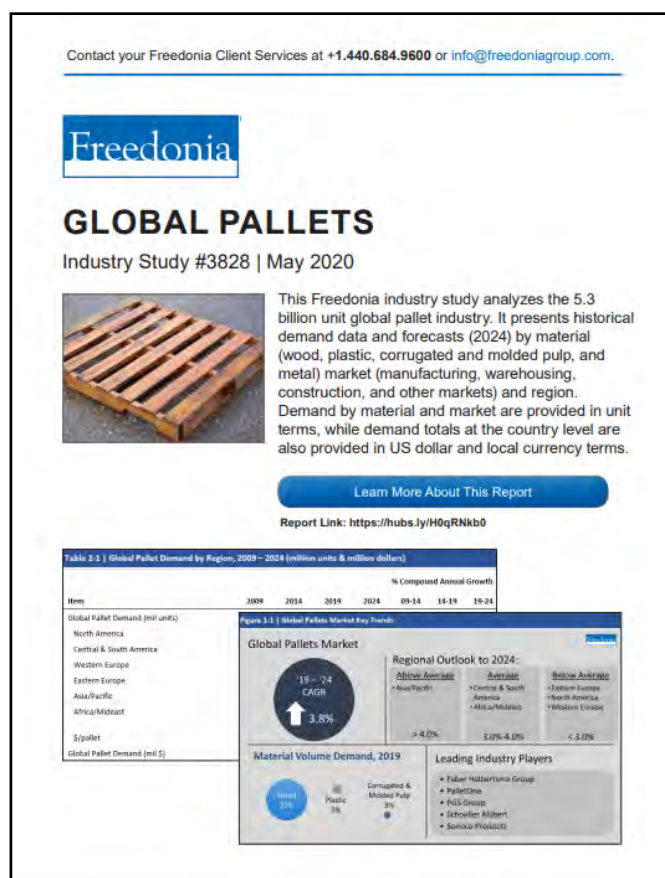 Contact your Freedonia Client Services at +1.440.684.9600 or info@freedoniagroup.com.
Freedonia
GLOBAL PALLETS
Industry Study #3828 | May 2020
This Freedonia industry study analyzes the 5.3
billion unit global pallet industry. It presents historical
demand data and forecasts (2024) by material
(wood, plastic, corrugated and molded pulp, and
metal) market (manufacturing, warehousing,
construction, and other markets) and region.
Demand by material and market are provided in unit
terms, while demand totals at the country level are
also provided in US dollar and local currency terms.
Learn More About This Report
Report Link: https://hubs.ly/H0qRNkb0
Table 2-1 | Global Pallet Demand by Region, 2009 – 2024 (million units & million dollars)
% Compound Annual Growth
Item 2009 2014 2019 2024 09-14 14-19 19-24
Global Pallet Demand (mil units)
North America
Central & South America
Western Europe
Eastern Europe
Asia/Pacific
Africa/Mideast
$/pallet
Global Pallet Demand (mil $)
Figure 1-1 | Global Pallets Market Key Trends
Global Pallets Market
Freedonia
'19 – '24
CAGR
3.8%
Regional Outlook to 2024:
Above Average Average Below Average
• Asia/Pacific • Central & South • Eastern Europe
America • North America
• Africa/Mideast • Western Europe
> 4.0% 3.0%-4.0% < 3.0%
Material Volume Demand, 2019
Wood
Plastic
Corrugated &
Molded Pulp
3%
Leading Industry Players
• Faber Halbertsma Group
• PalletOne
• PGS Group
• Schoeller Allibert
• Sonoco Products